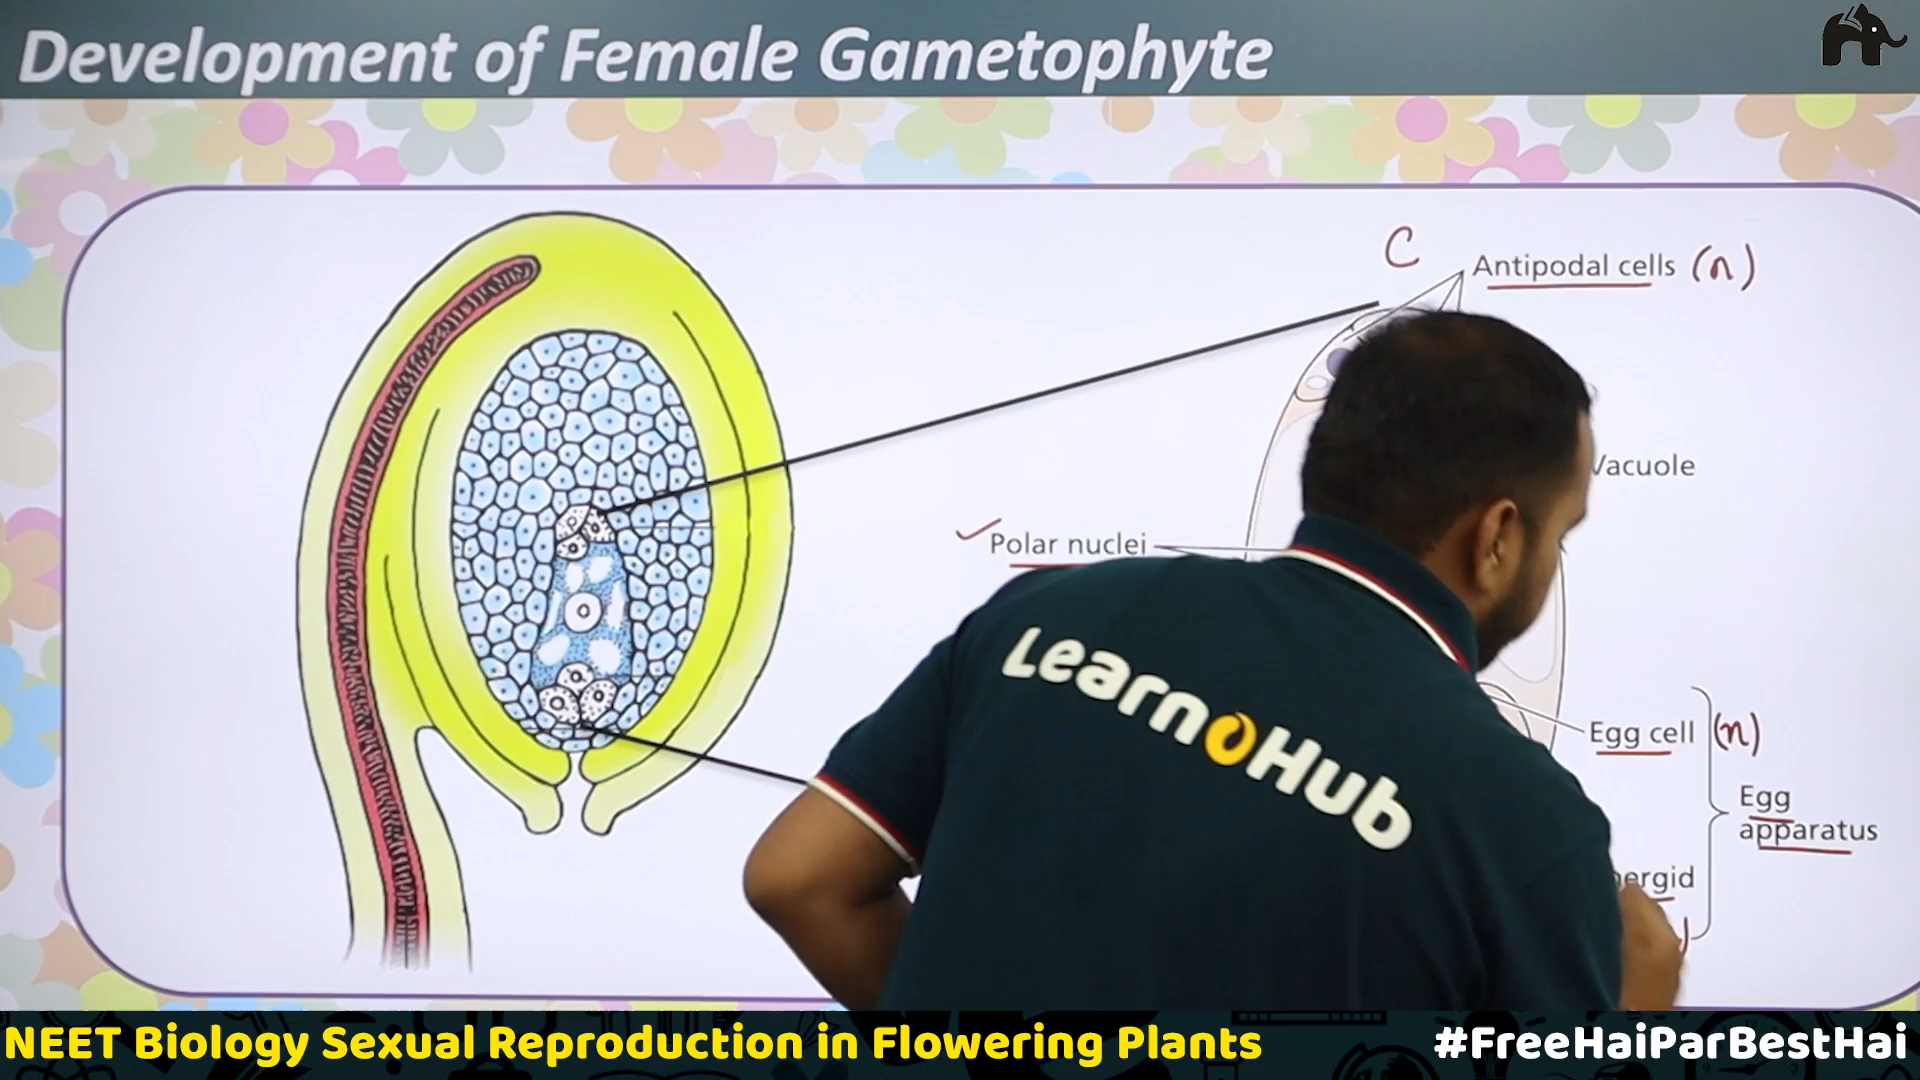 Development of Female Gametophyte
C
Antipodal cells (n)
Vacuole
Polar nuclei
LearnoHub
Egg cell (n)
Egg
apparatus
NEET Biology Sexual Reproduction in Flowering Plants
#FreeHaiParBestHai